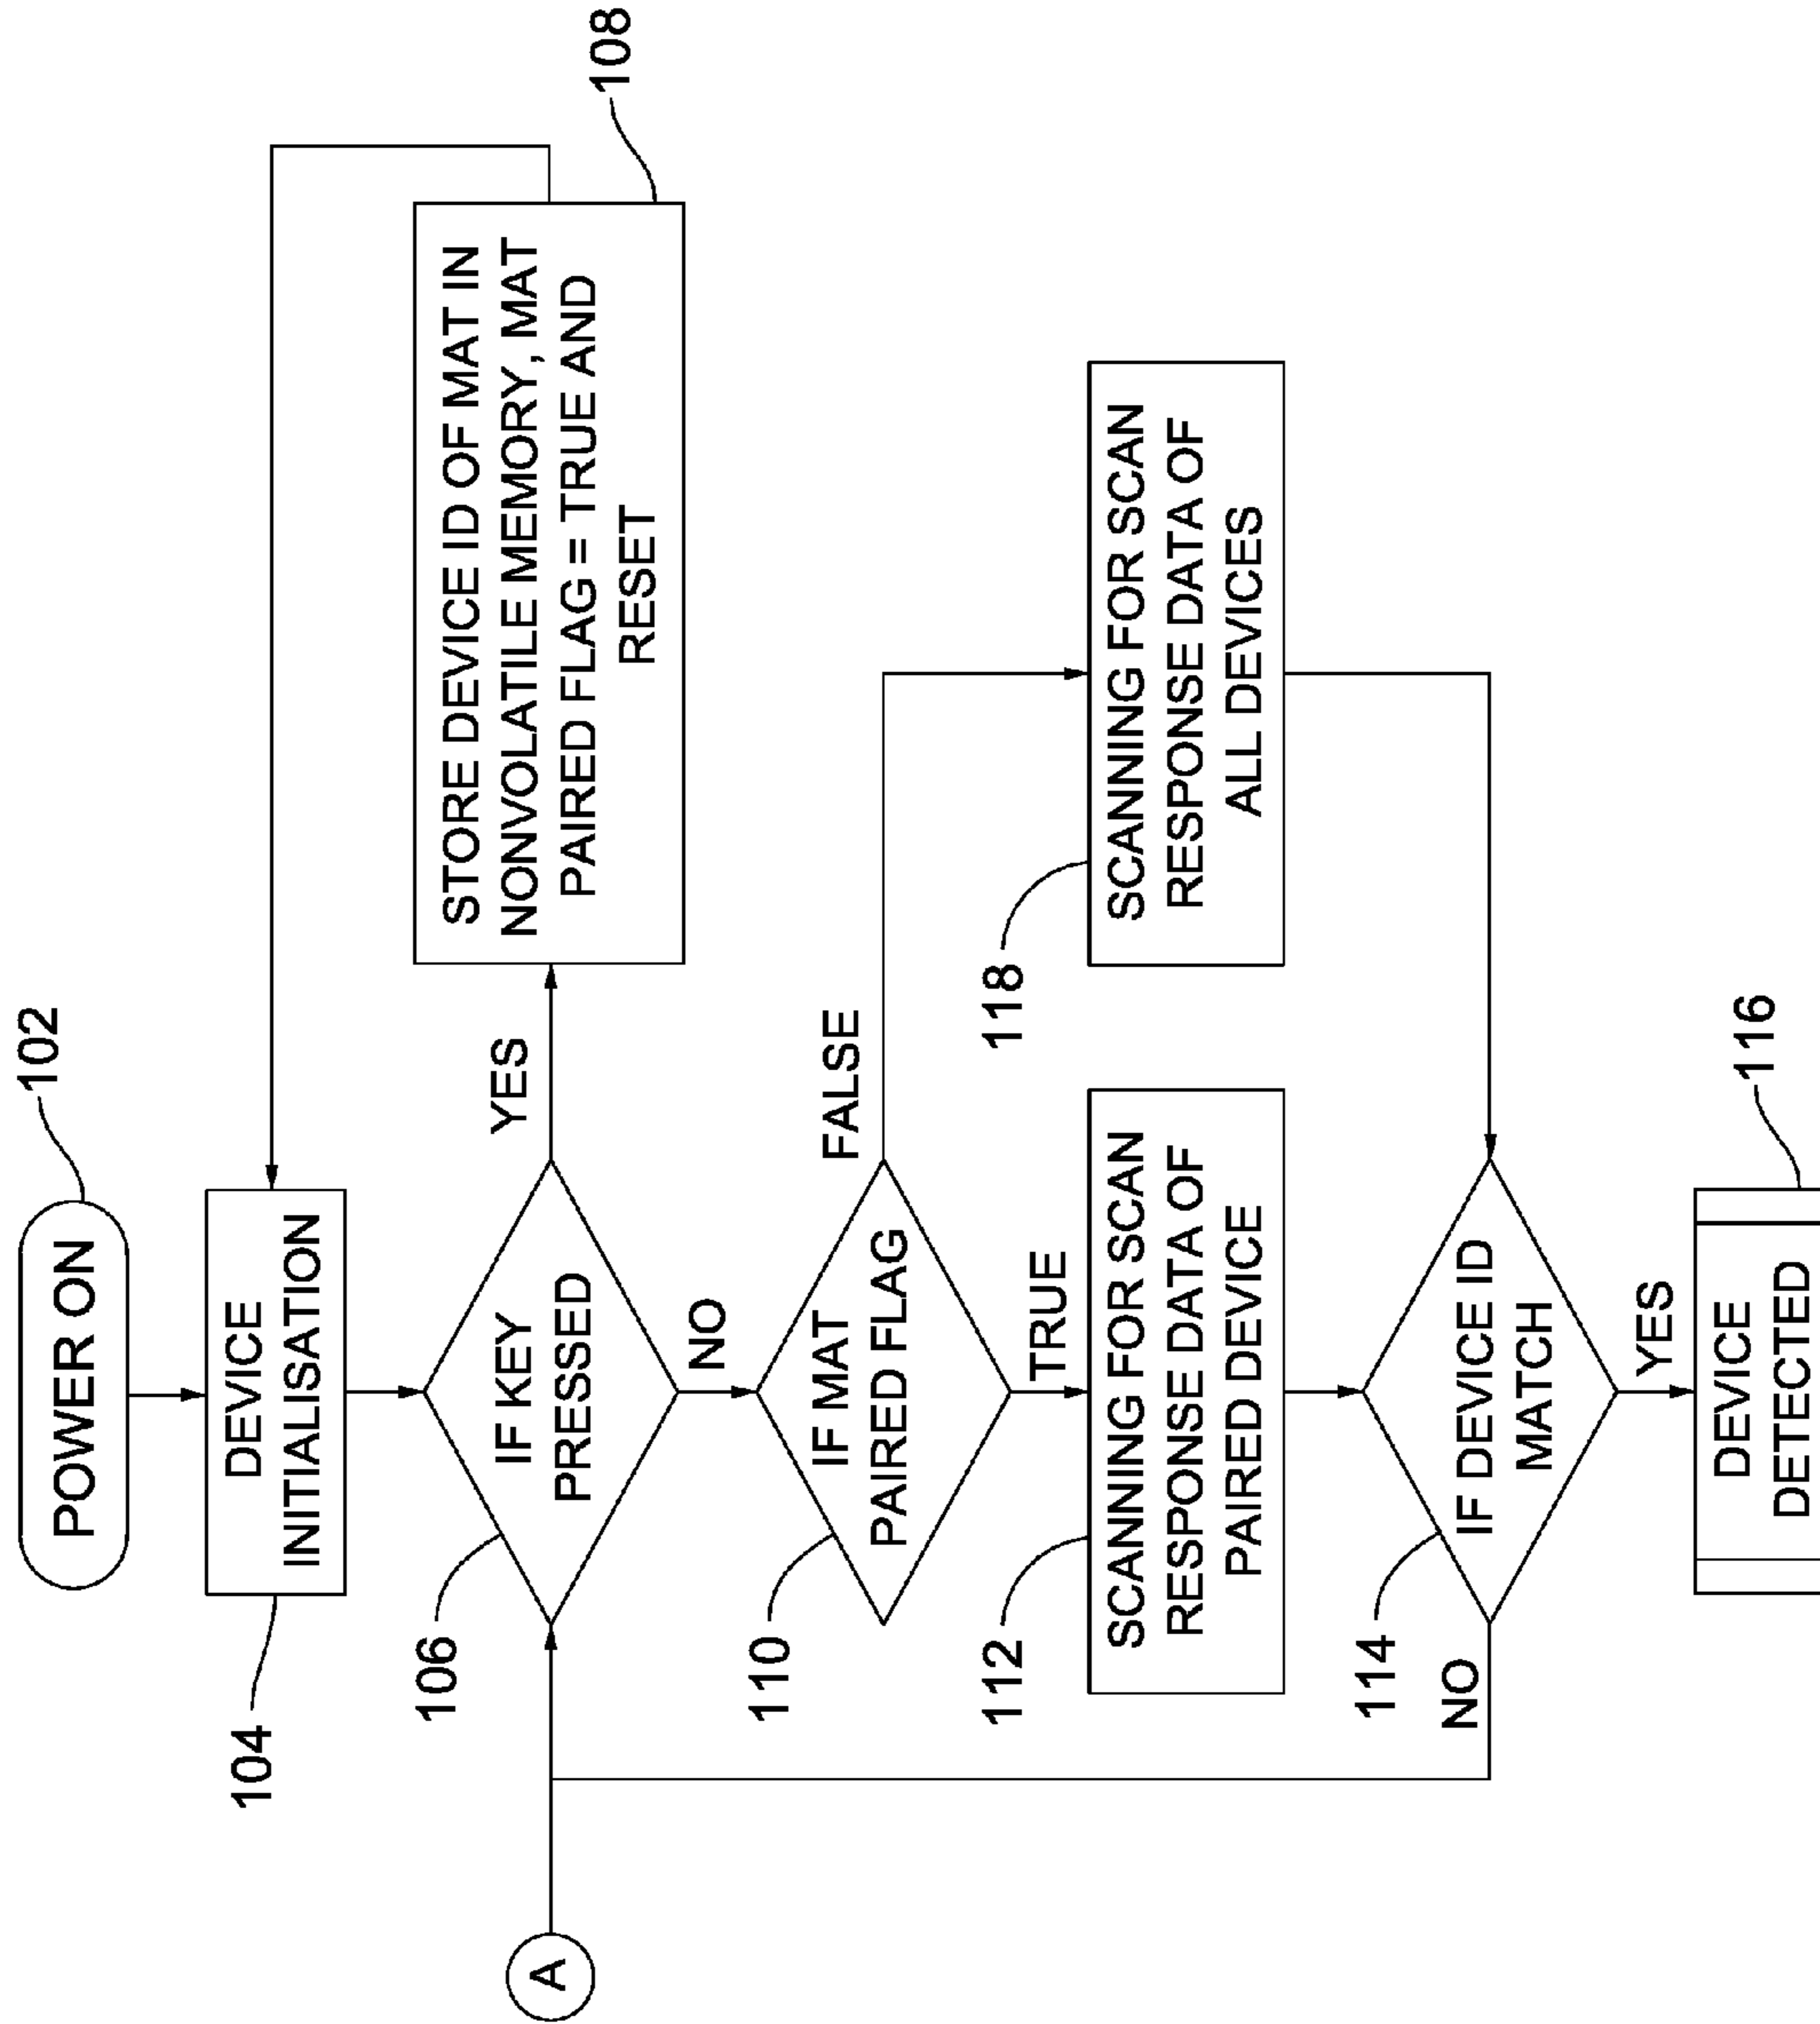 102
POWER ON
104
DEVICE
INITIALISATION
106
IF KEY
PRESSED
YES
NO
A
108
STORE DEVICE ID OF MAT IN
NONVOLATILE MEMORY, MAT
PAIRED FLAG = TRUE AND
RESET
110
IF MAT
PAIRED FLAG
FALSE
TRUE
112
SCANNING FOR SCAN
RESPONSE DATA OF
PAIRED DEVICE
118
SCANNING FOR SCAN
RESPONSE DATA OF
ALL DEVICES
114
IF DEVICE ID
MATCH
NO
YES
116
DEVICE
DETECTED